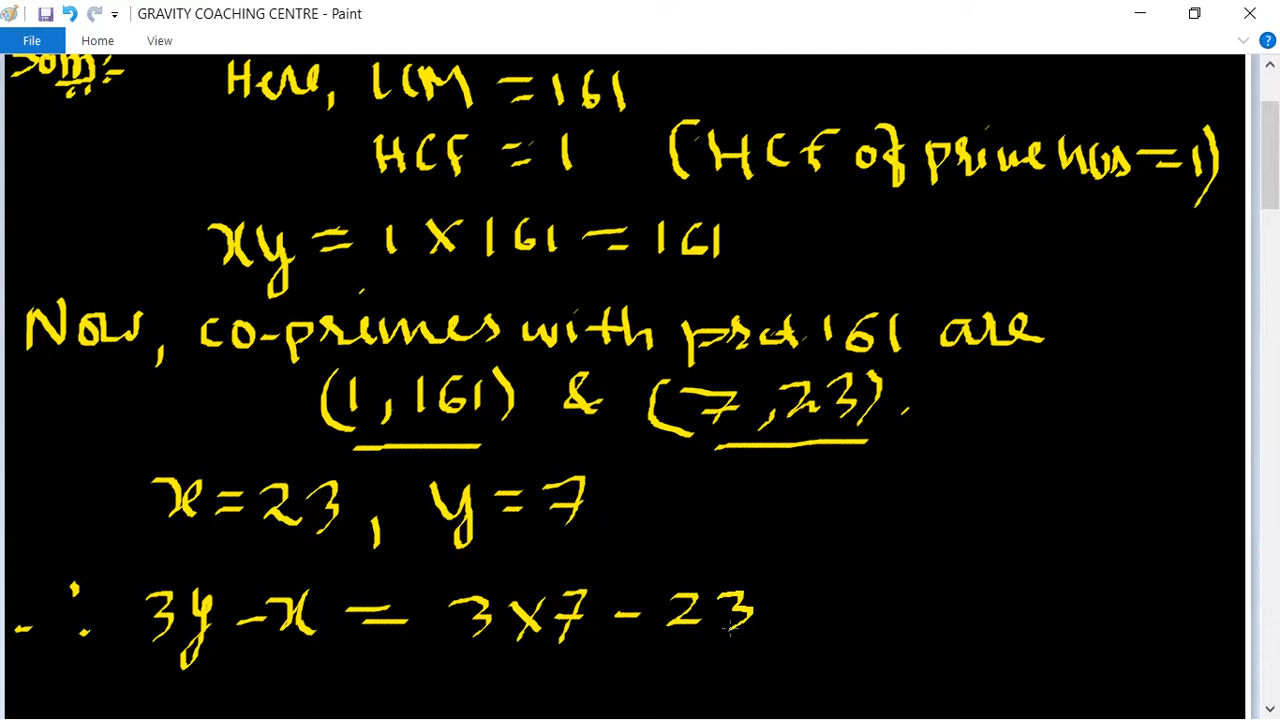 GRAVITY COACHING CENTRE - Paint
File Home View
Soln:-
Here, LCM = 161
HCF = 1 (HCF of prime nos = 1)
xy = 1 × 161 = 161
Now, co-primes with prd 161 are
(1, 161) & (7, 23).
x = 23, y = 7
∴ 3y - x = 3×7 - 23